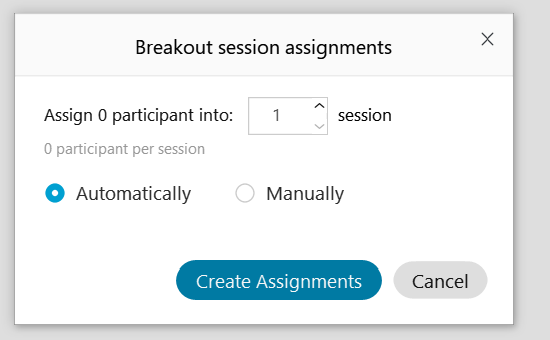 Breakout session assignments
Assign 0 participant into: 1 session
0 participant per session
Automatically Manually
Create Assignments Cancel